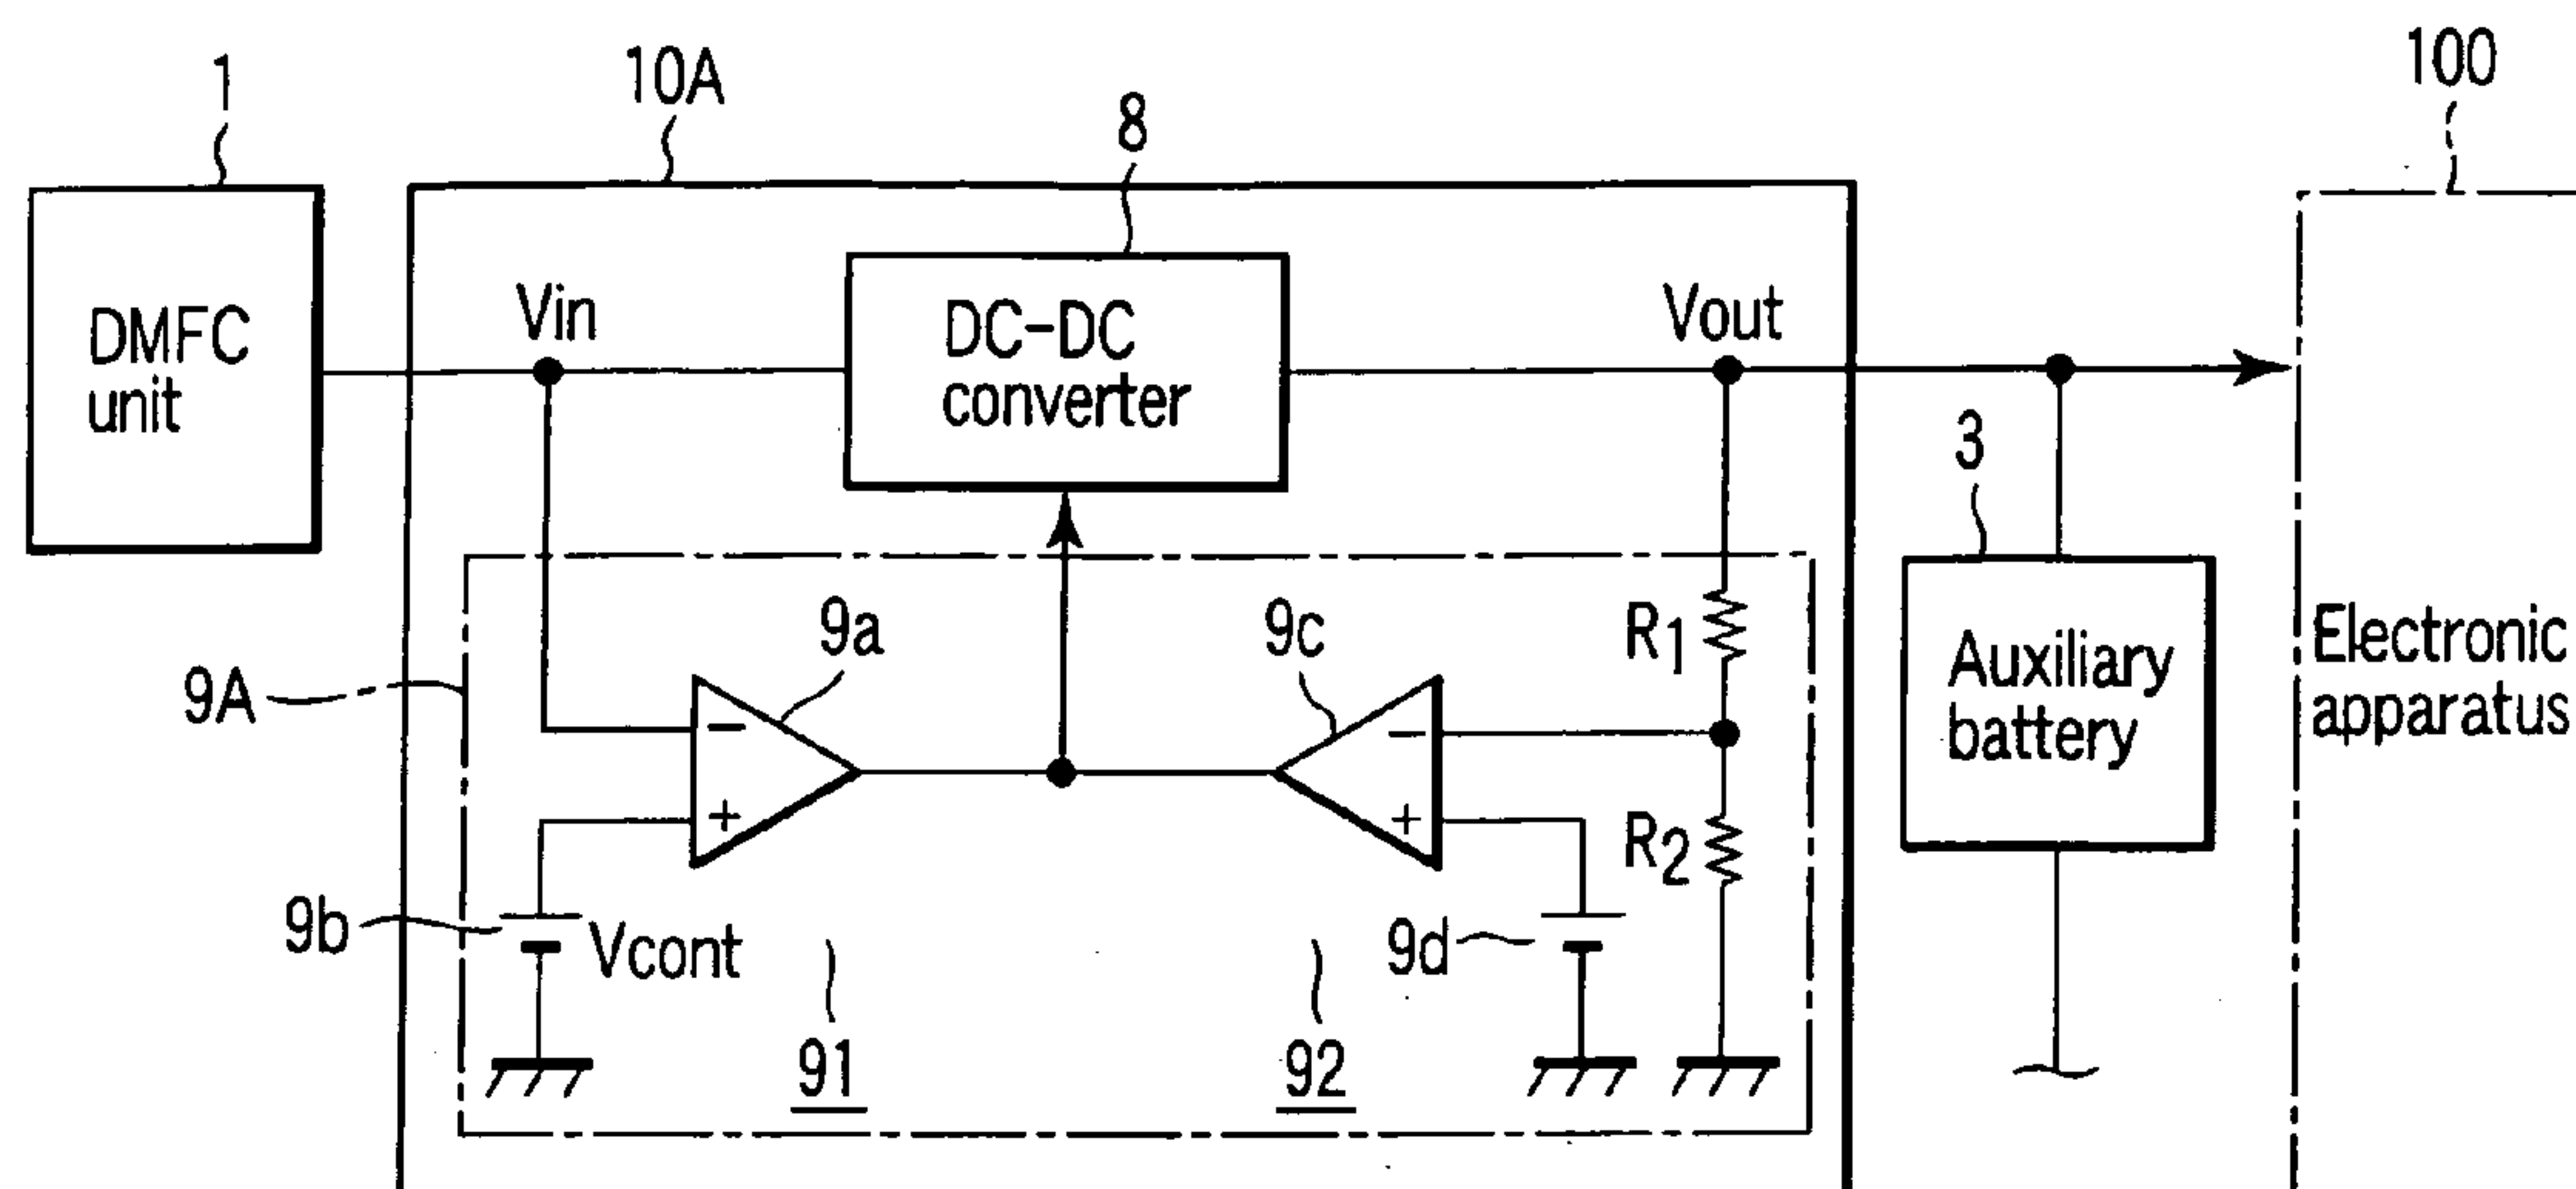 1
10A
8
100
DMFC
unit
Vin
DC-DC
converter
Vout
3
9A
9a
9c
R1
Auxiliary
battery
Electronic
apparatus
-
+
-
+
R2
9b
Vcont
9d
91
92